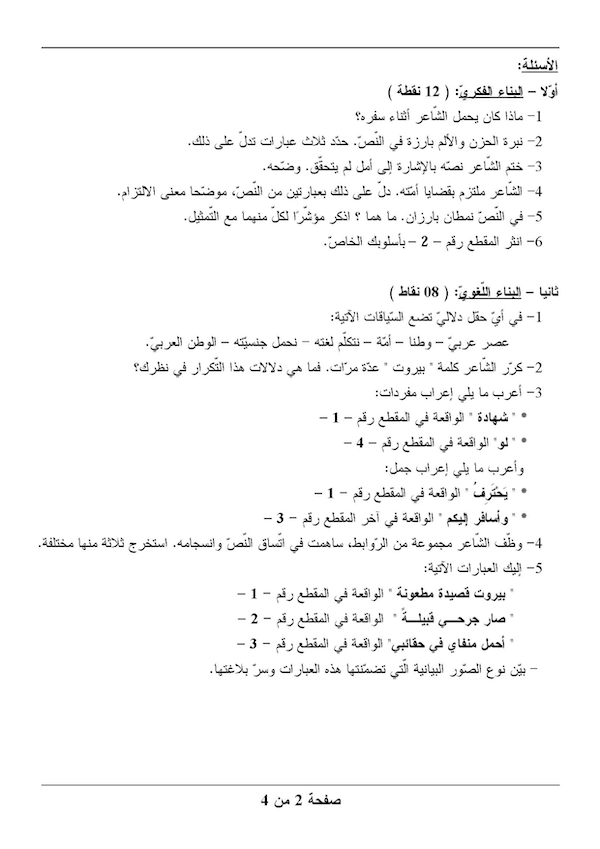 الأسئلة:
أوّلا – البناء الفكريّ: ( 12 نقطة )
1- ماذا كان يحمل الشّاعر أثناء سفره؟
2- نبرة الحزن والألم بارزة في النّصّ. حدّد ثلاث عبارات تدلّ على ذلك.
3- ختم الشّاعر نصّه بالإشارة إلى أمل لم يتحقّق. وضّحه.
4- الشّاعر ملتزم بقضايا أمّته. دلّ على ذلك بعبارتين من النّصّ، موضّحا معنى الالتزام.
5- في النّصّ نمطان بارزان. ما هما ؟ اذكر مؤشّرًا لكلّ منهما مع التّمثيل.
6- انثر المقطع رقم – 2 – بأسلوبك الخاصّ.
ثانيا – البناء اللّغويّ: ( 08 نقاط )
1- في أيّ حقل دلاليّ تضع السّياقات الآتية:
عصر عربيّ – وطنا – أمّة – نتكلّم لغته – نحمل جنسيّته – الوطن العربيّ.
2- كرّر الشّاعر كلمة " بيروت " عدّة مرّات. فما هي دلالات هذا التّكرار في نظرك؟
3- أعرب ما يلي إعراب مفردات:
• " شهادة " الواقعة في المقطع رقم – 1 –
• " لو" الواقعة في المقطع رقم – 4 –
وأعرب ما يلي إعراب جمل:
• " يَحْتَرِفُ " الواقعة في المقطع رقم – 1 –
• " وأسافر إليكم " الواقعة في آخر المقطع رقم – 3 –
4- وظّف الشّاعر مجموعة من الرّوابط، ساهمت في اتّساق النّصّ وانسجامه. استخرج ثلاثة منها مختلفة.
5- إليك العبارات الآتية:
" بيروت قصيدة مطعونة " الواقعة في المقطع رقم – 1 –
" صار جرحـــي قبيلـــةً " الواقعة في المقطع رقم – 2 –
" أحمل منفاي في حقائبي" الواقعة في المقطع رقم – 3 –
– بيّن نوع الصّور البيانية الّتي تضمّنتها هذه العبارات وسرّ بلاغتها.
صفحة 2 من 4